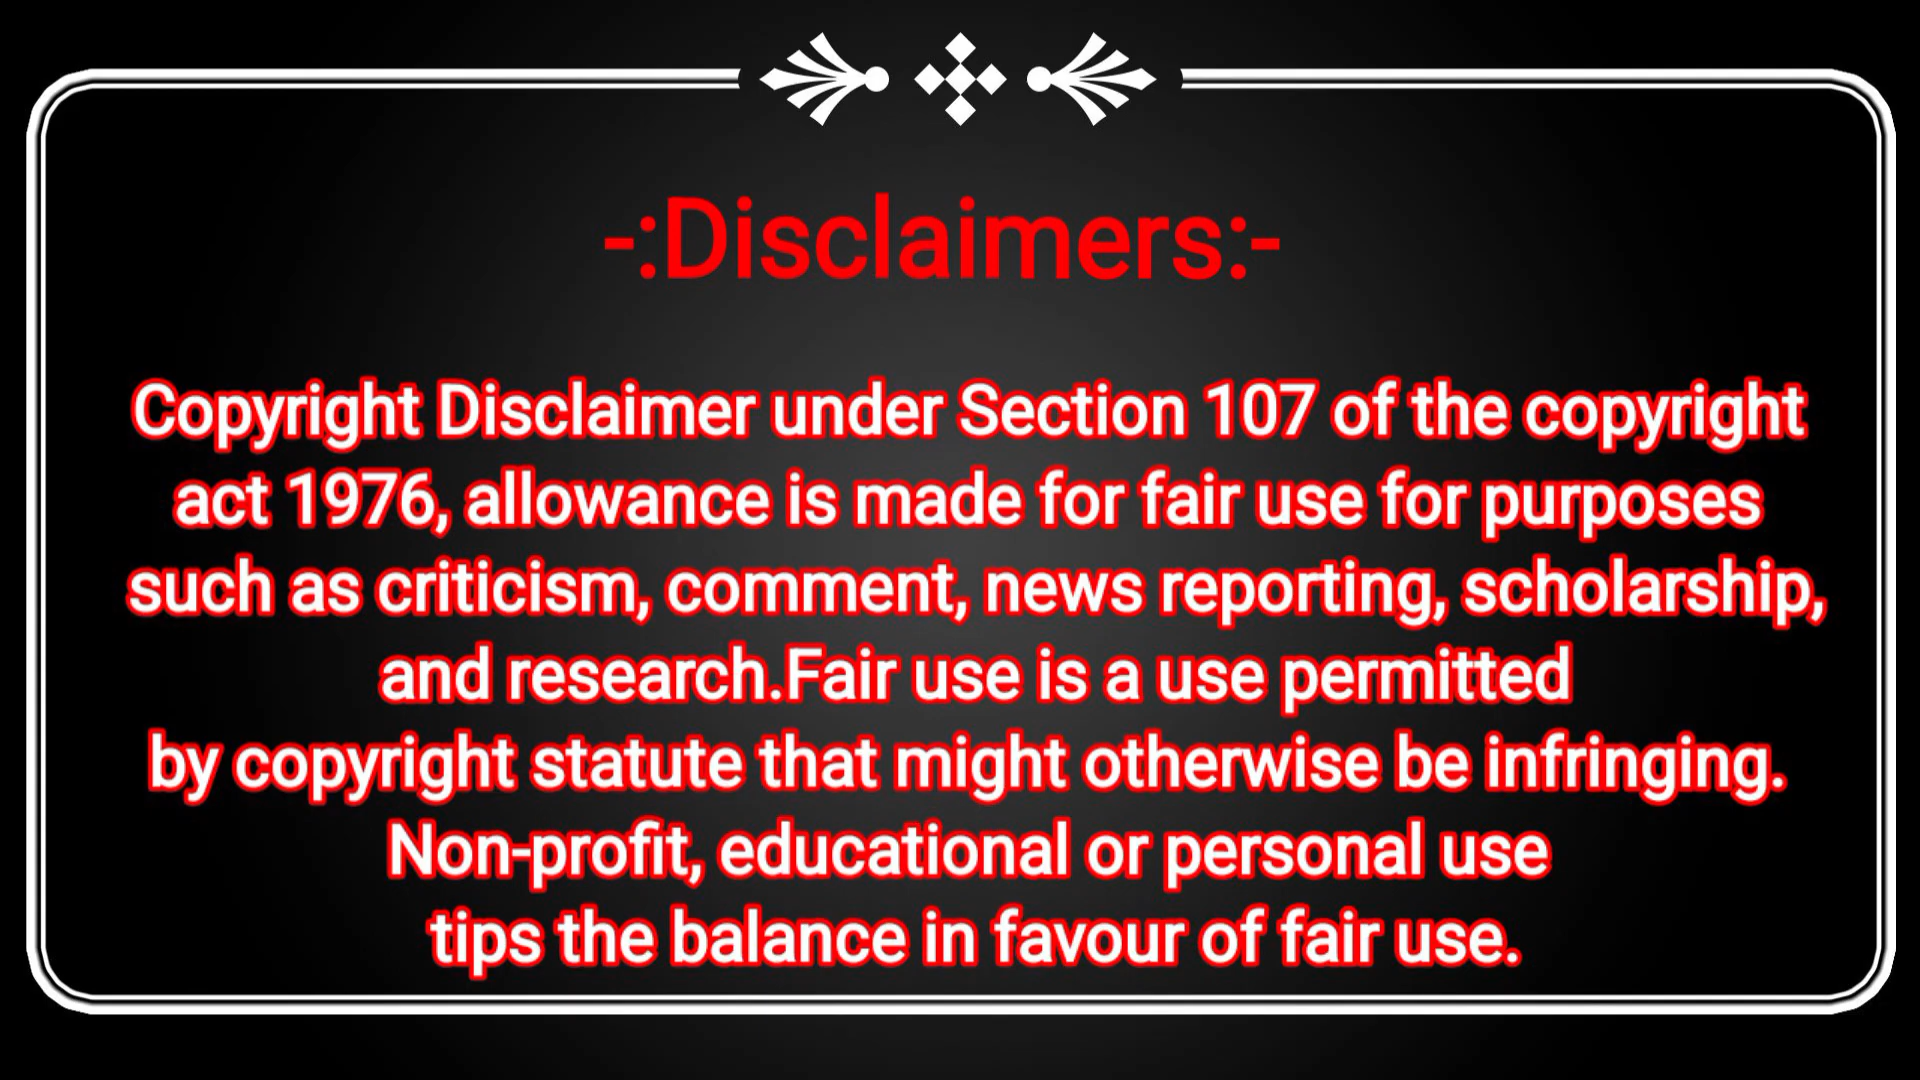 -:Disclaimers:-
Copyright Disclaimer under Section 107 of the copyright
act 1976, allowance is made for fair use for purposes
such as criticism, comment, news reporting, scholarship,
and research.Fair use is a use permitted
by copyright statute that might otherwise be infringing.
Non-profit, educational or personal use
tips the balance in favour of fair use.